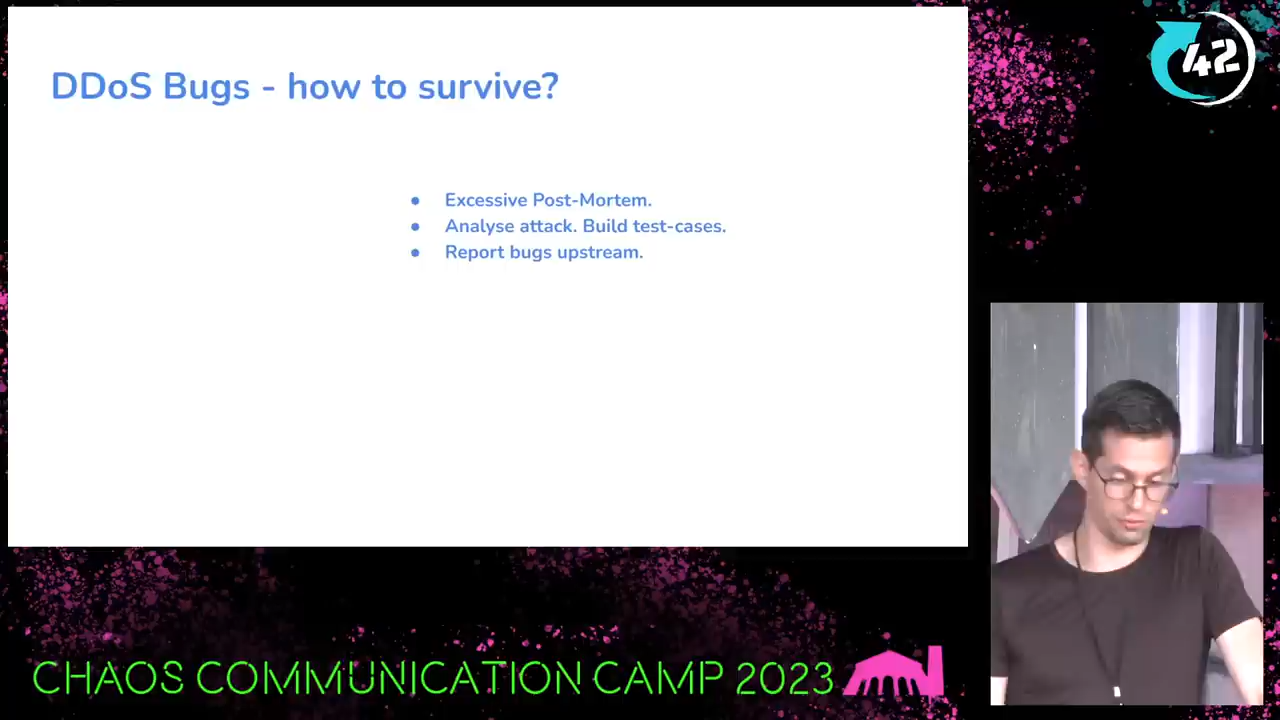 DDoS Bugs - how to survive?
42
● Excessive Post-Mortem.
● Analyse attack. Build test-cases.
● Report bugs upstream.
CHAOS COMMUNICATION CAMP 2023